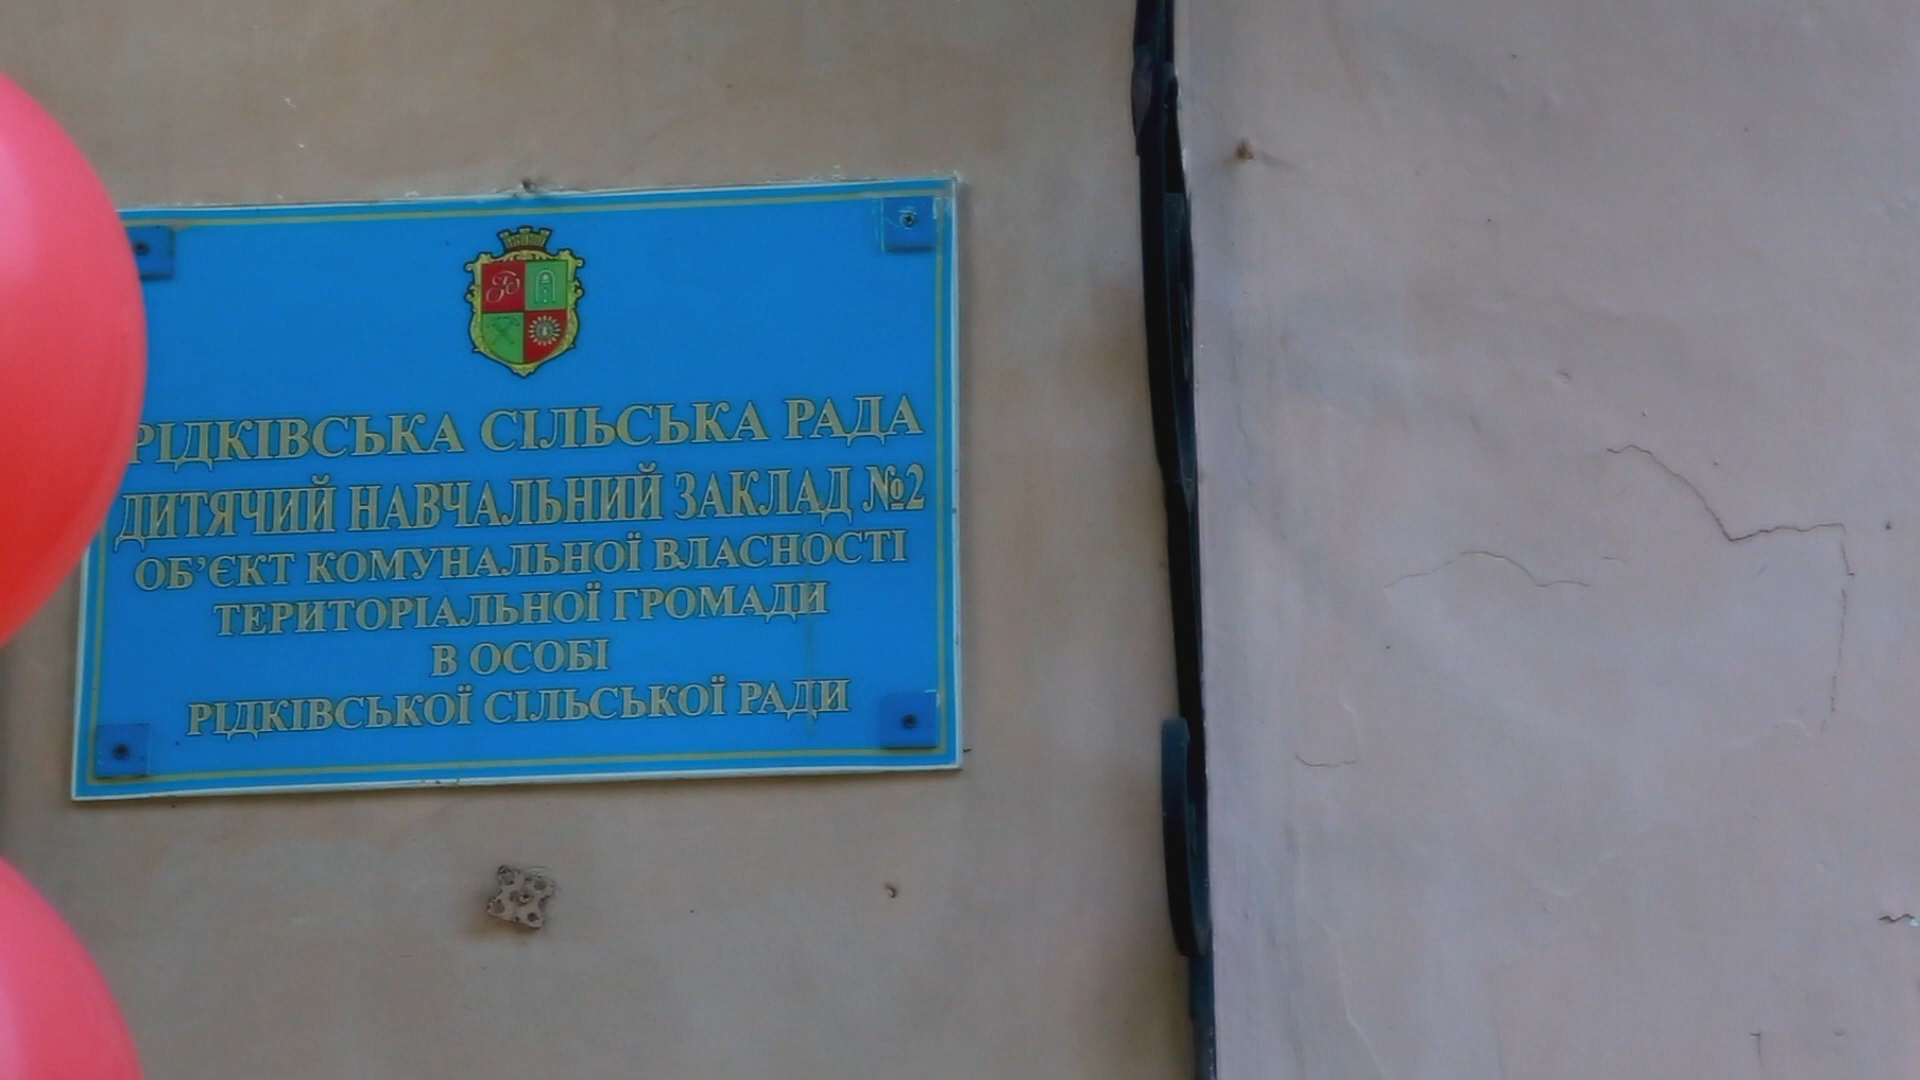 РІДКІВСЬКА СІЛЬСЬКА РАДА
ДИТЯЧИЙ НАВЧАЛЬНИЙ ЗАКЛАД №2
ОБ’ЄКТ КОМУНАЛЬНОЇ ВЛАСНОСТІ
ТЕРИТОРІАЛЬНОЇ ГРОМАДИ
В ОСОБІ
РІДКІВСЬКОЇ СІЛЬСЬКОЇ РАДИ